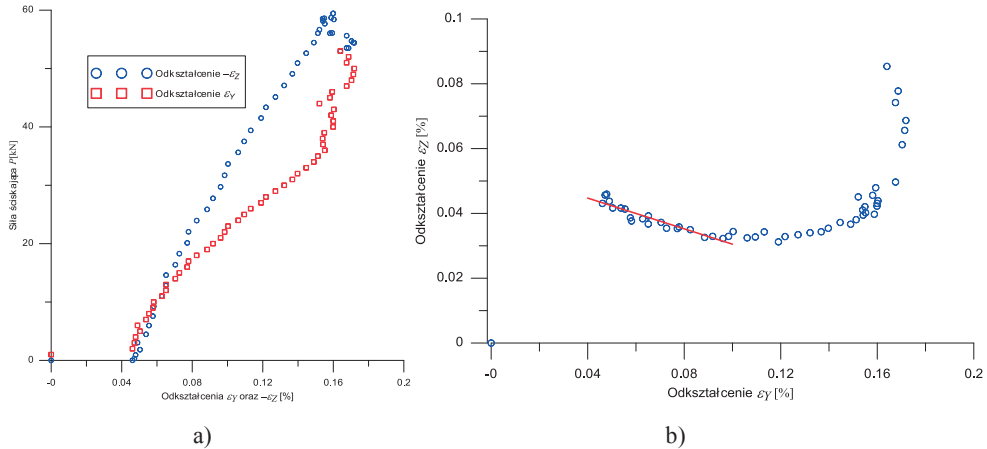 60
40
20
0
Siła ściskająca P[kN]
Odkształcenie –εZ
Odkształcenie εY
-0
0.04
0.08
0.12
0.16
0.2
Odkształcenia εY oraz –εZ [%]
a)
0.1
0.08
0.06
0.04
0.02
0
Odkształcenie εZ [%]
-0
0.04
0.08
0.12
0.16
0.2
Odkształcenie εY [%]
b)